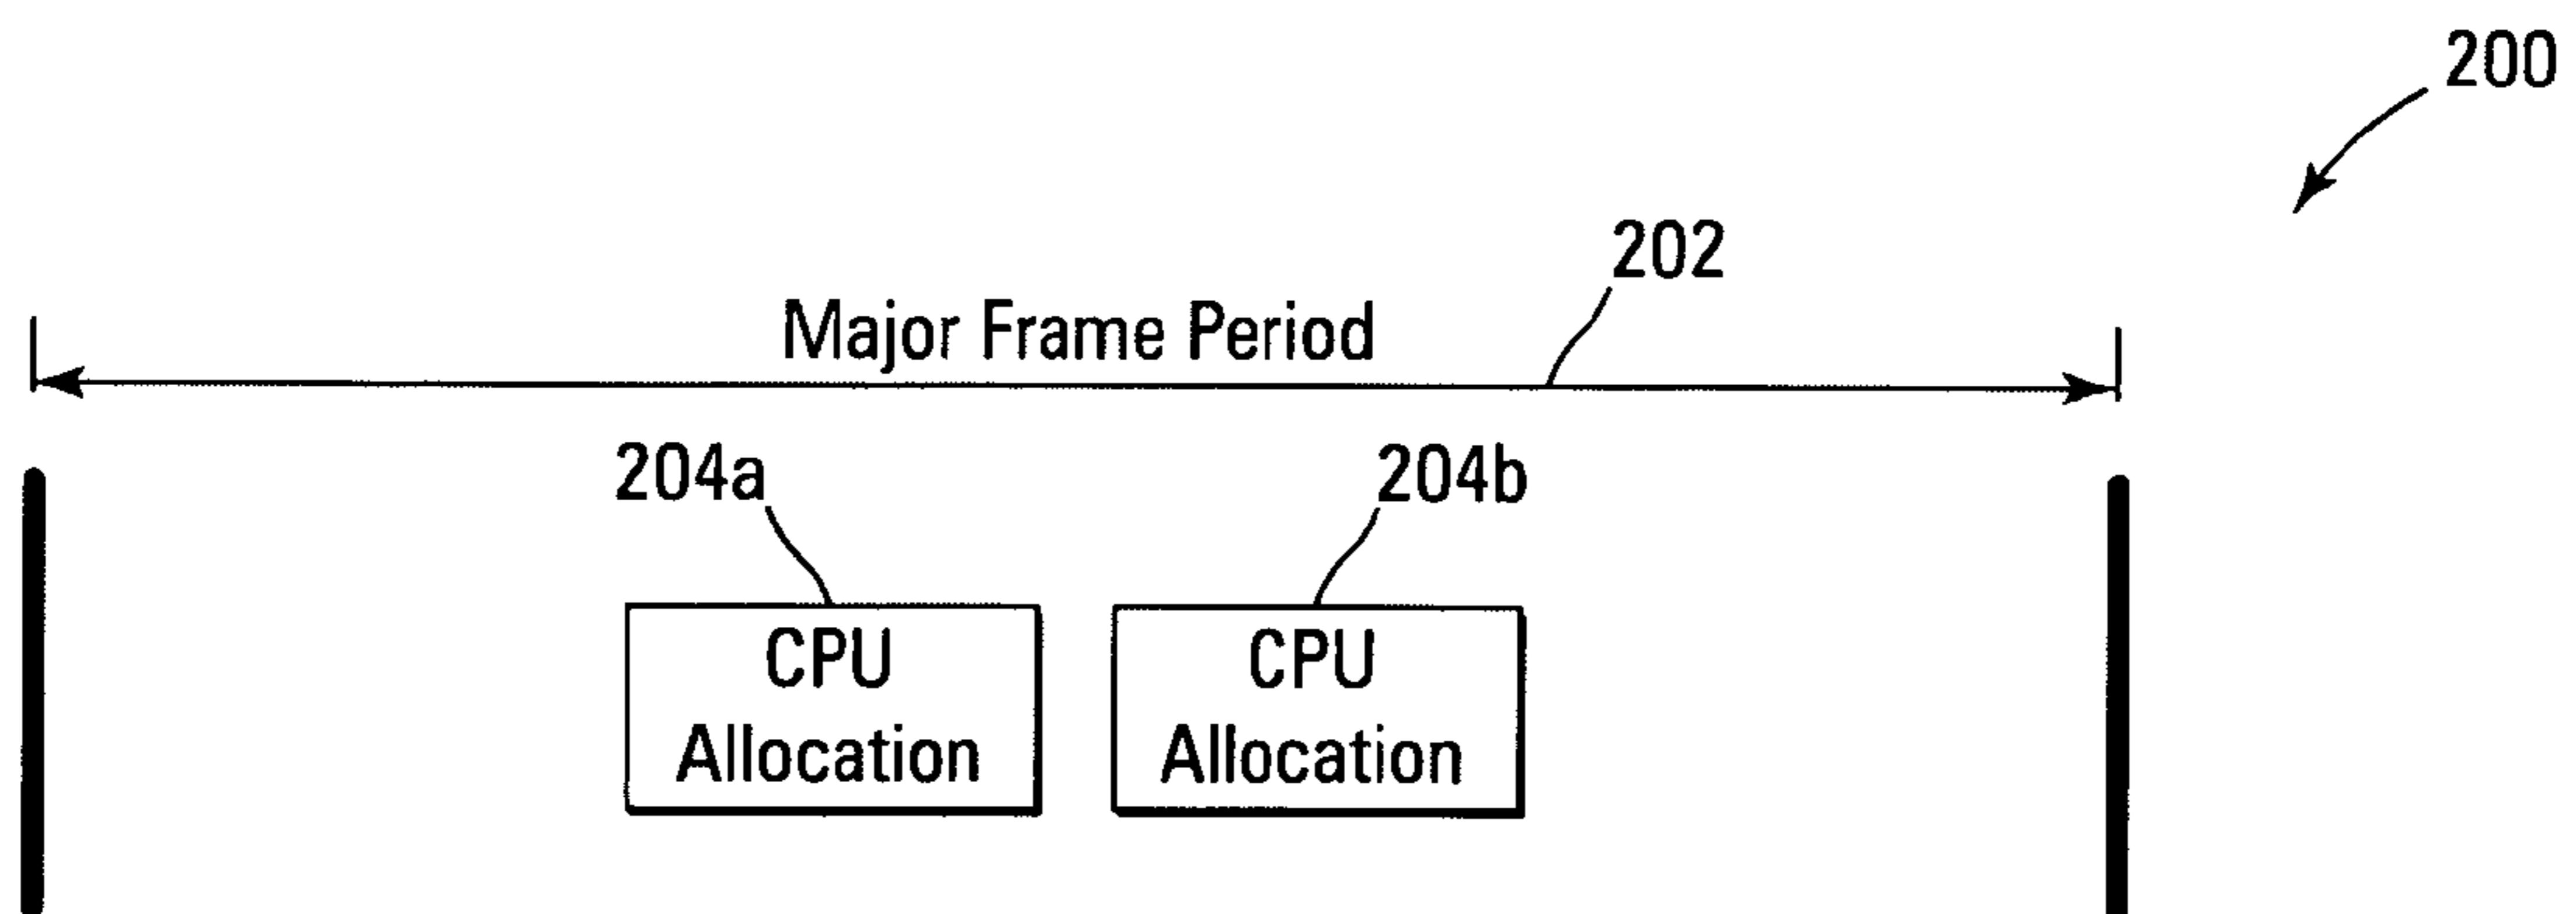 200
202
Major Frame Period
204a
204b
CPU
Allocation
CPU
Allocation